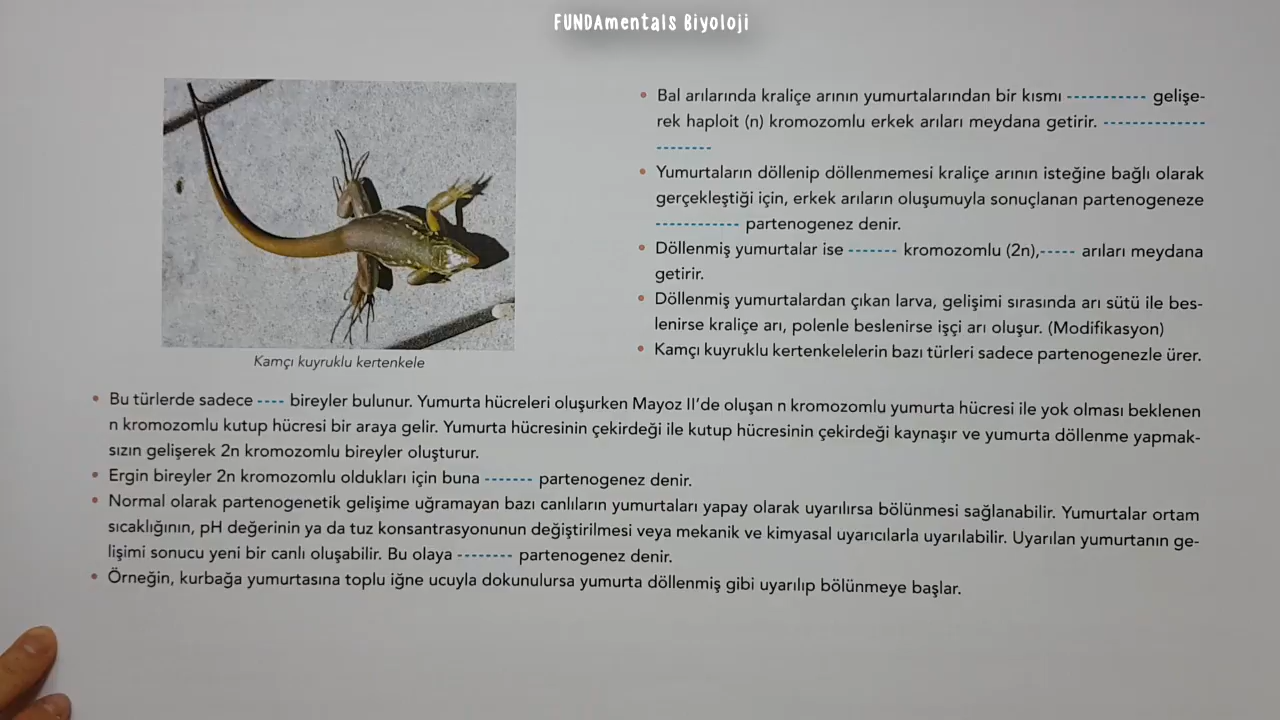 FUNDAmentals Biyoloji
Kamçı kuyruklu kertenkele
• Bal arılarında kraliçe arının yumurtalarından bir kısmı ----------- gelişe-
rek haploit (n) kromozomlu erkek arıları meydana getirir. --------------
--------
• Yumurtaların döllenip döllenmemesi kraliçe arının isteğine bağlı olarak
gerçekleştiği için, erkek arıların oluşumuyla sonuçlanan partenogeneze
------------ partenogenez denir.
• Döllenmiş yumurtalar ise ------- kromozomlu (2n),----- arıları meydana
getirir.
• Döllenmiş yumurtalardan çıkan larva, gelişimi sırasında arı sütü ile bes-
lenirse kraliçe arı, polenle beslenirse işçi arı oluşur. (Modifikasyon)
• Kamçı kuyruklu kertenkelelerin bazı türleri sadece partenogenezle ürer.
• Bu türlerde sadece ---- bireyler bulunur. Yumurta hücreleri oluşurken Mayoz II'de oluşan n kromozomlu yumurta hücresi ile yok olması beklenen
n kromozomlu kutup hücresi bir araya gelir. Yumurta hücresinin çekirdeği ile kutup hücresinin çekirdeği kaynaşır ve yumurta döllenme yapmak-
sızın gelişerek 2n kromozomlu bireyler oluşturur.
• Ergin bireyler 2n kromozomlu oldukları için buna ------- partenogenez denir.
• Normal olarak partenogenetik gelişime uğramayan bazı canlıların yumurtaları yapay olarak uyarılırsa bölünmesi sağlanabilir. Yumurtalar ortam
sıcaklığının, pH değerinin ya da tuz konsantrasyonunun değiştirilmesi veya mekanik ve kimyasal uyarıcılarla uyarılabilir. Uyarılan yumurtanın ge-
lişimi sonucu yeni bir canlı oluşabilir. Bu olaya -------- partenogenez denir.
• Örneğin, kurbağa yumurtasına toplu iğne ucuyla dokunulursa yumurta döllenmiş gibi uyarılıp bölünmeye başlar.